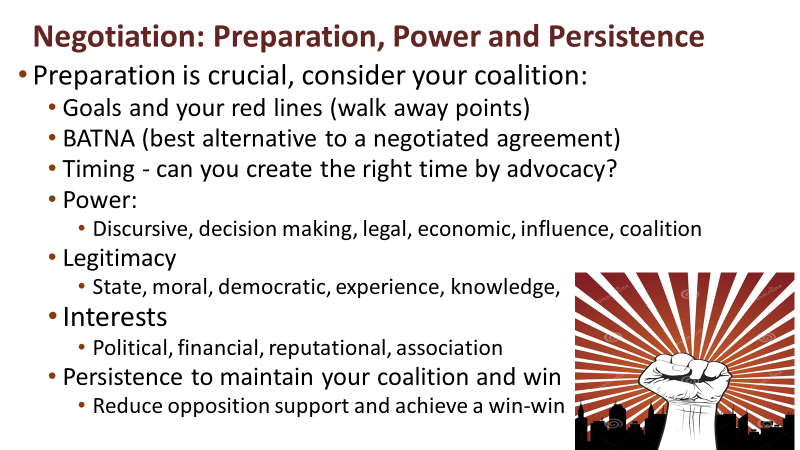 Negotiation: Preparation, Power and Persistence
• Preparation is crucial, consider your coalition:
• Goals and your red lines (walk away points)
• BATNA (best alternative to a negotiated agreement)
• Timing - can you create the right time by advocacy?
• Power:
• Discursive, decision making, legal, economic, influence, coalition
• Legitimacy
• State, moral, democratic, experience, knowledge,
• Interests
• Political, financial, reputational, association
• Persistence to maintain your coalition and win
• Reduce opposition support and achieve a win-win